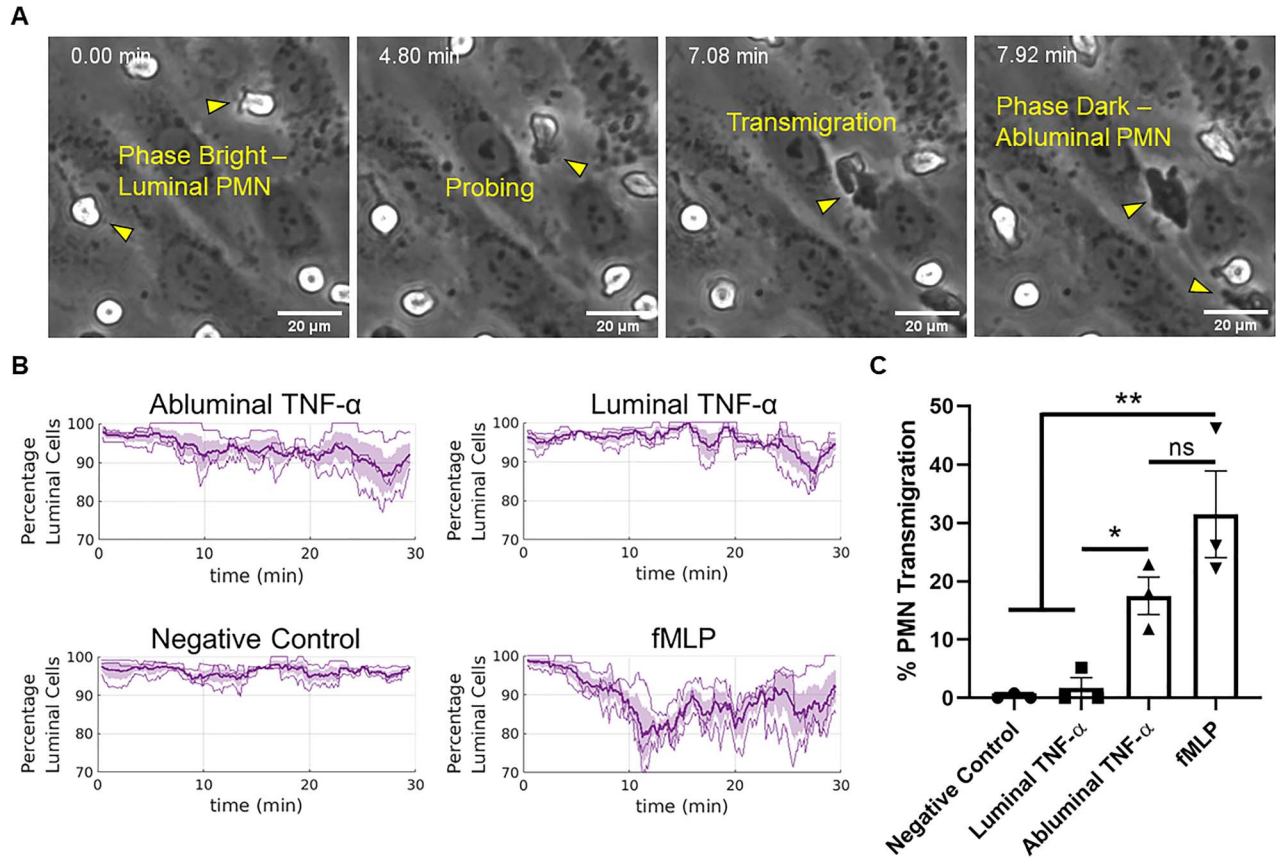 A
0.00 min
Phase Bright –
Luminal PMN
20 µm
4.80 min
Probing
20 µm
7.08 min
Transmigration
20 µm
7.92 min
Phase Dark –
Abluminal PMN
20 µm
B
Abluminal TNF-α
Percentage
Luminal Cells
100
90
80
70
0
10
20
30
time (min)
Luminal TNF-α
Percentage
Luminal Cells
100
90
80
70
0
10
20
30
time (min)
Negative Control
Percentage
Luminal Cells
100
90
80
70
0
10
20
30
time (min)
fMLP
Percentage
Luminal Cells
100
90
80
70
0
10
20
30
time (min)
C
% PMN Transmigration
50
40
30
20
10
0
**
ns
*
Negative Control
Luminal TNF-α
Abluminal TNF-α
fMLP